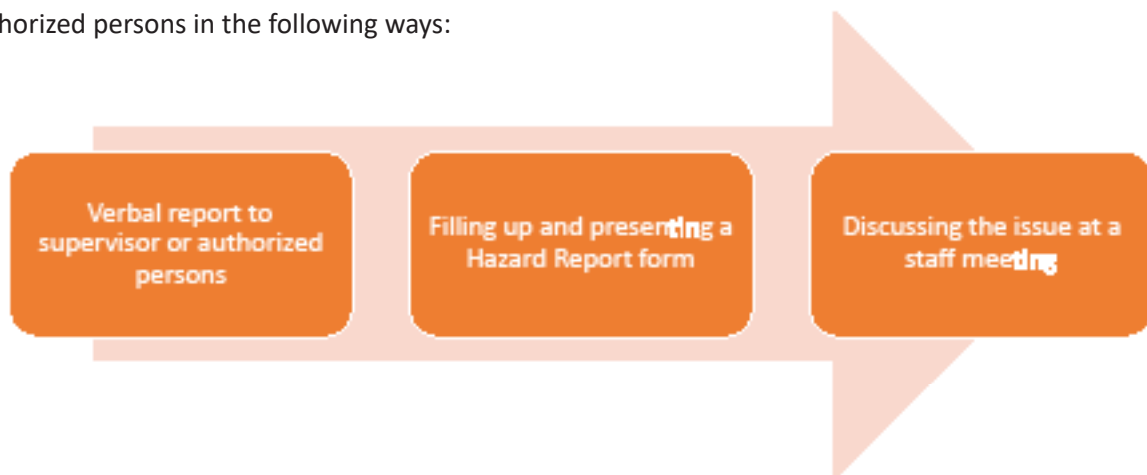 horized persons in the following ways:
Verbal report to
supervisor or authorized
persons
Filling up and presenting a
Hazard Report form
Discussing the issue at a
staff meeting